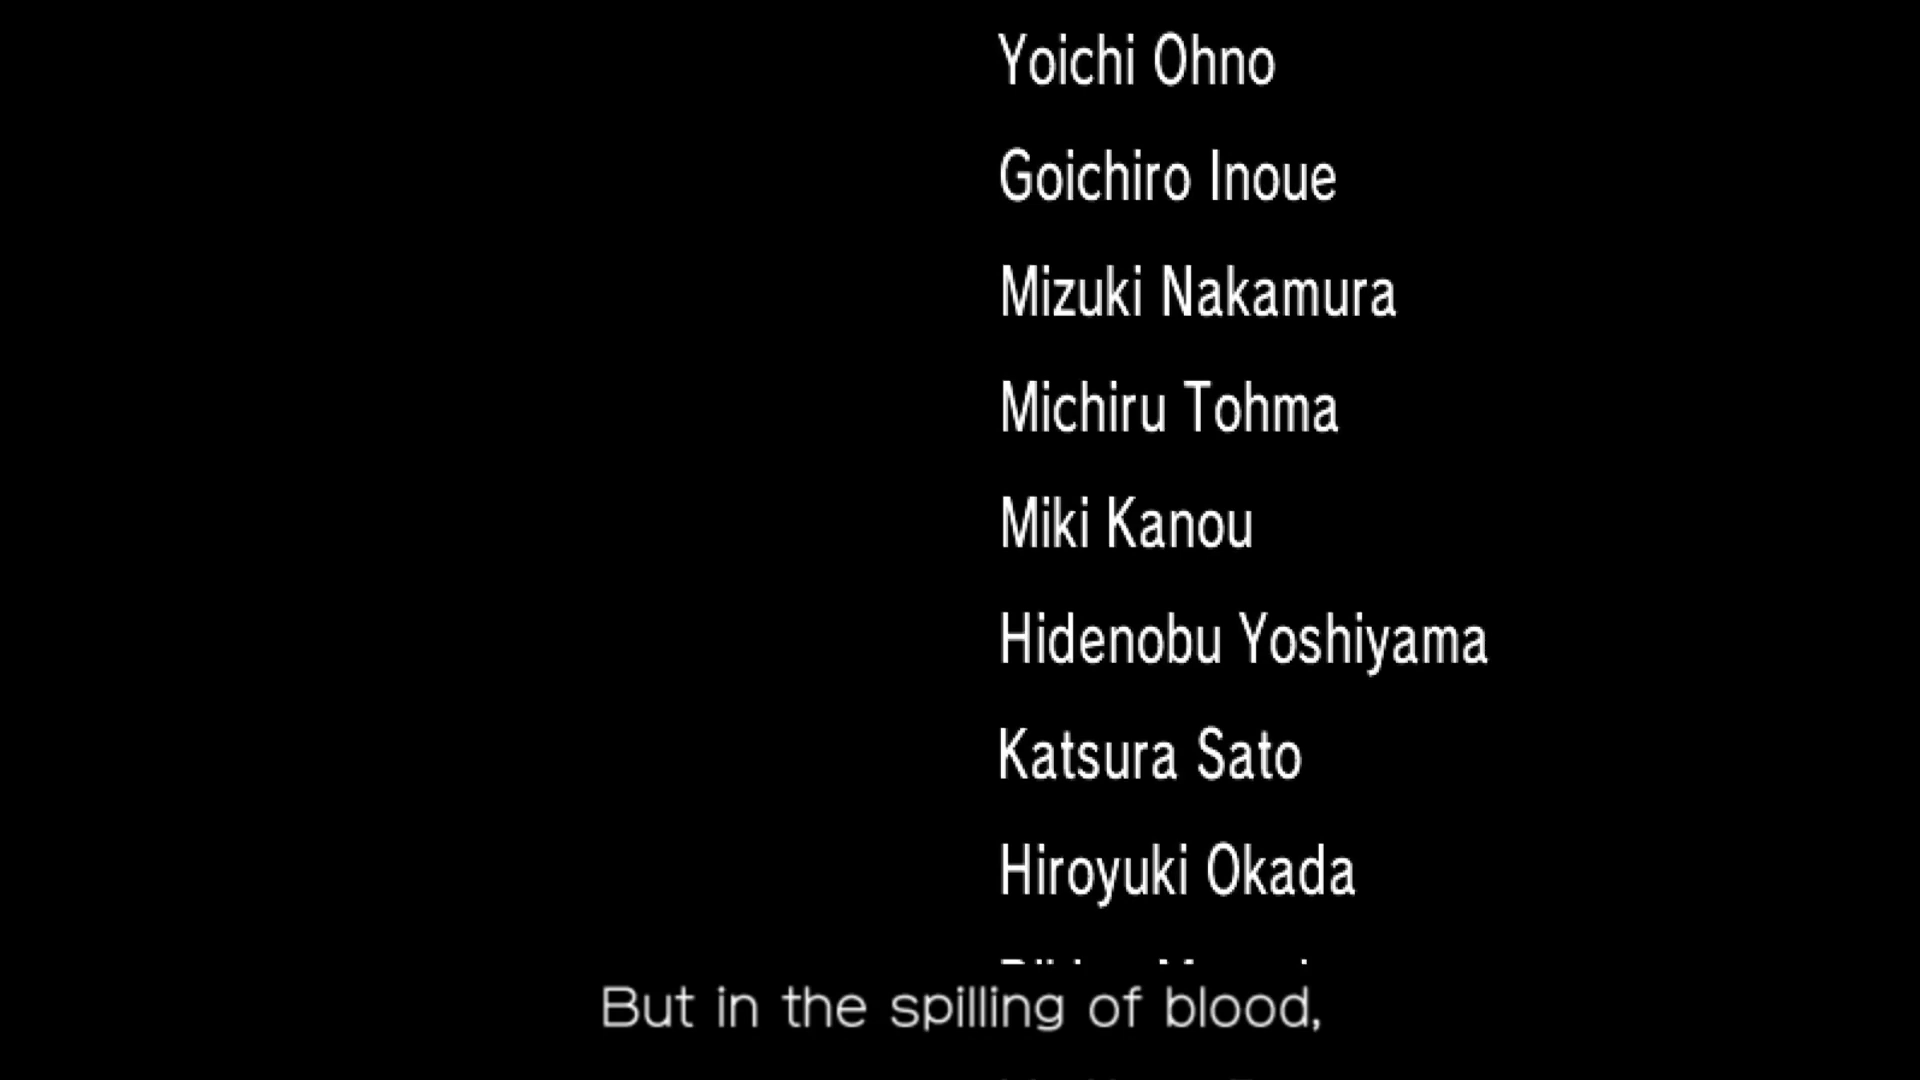 Yoichi Ohno
Goichiro Inoue
Mizuki Nakamura
Michiru Tohma
Miki Kanou
Hidenobu Yoshiyama
Katsura Sato
Hiroyuki Okada
But in the spilling of blood,